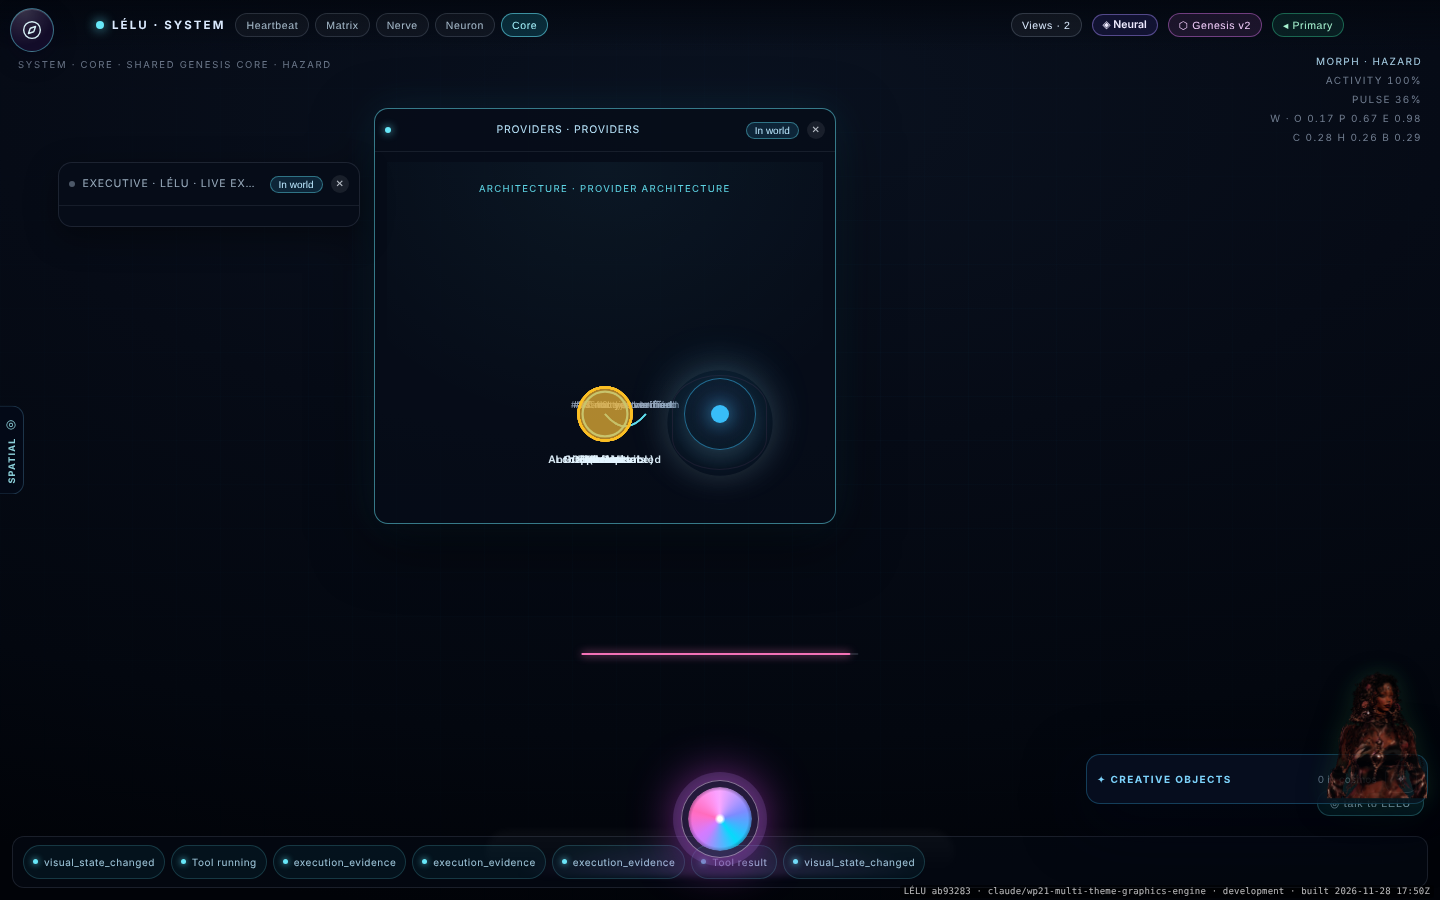 LÉLU · SYSTEM
Heartbeat
Matrix
Nerve
Neuron
Core
Views · 2
◈ Neural
⬡ Genesis v2
◂ Primary
SYSTEM · CORE · SHARED GENESIS CORE · HAZARD
MORPH · HAZARD
ACTIVITY 100%
PULSE 36%
W · O 0.17 P 0.67 E 0.98
C 0.28 H 0.26 B 0.29
PROVIDERS · PROVIDERS
In world
✕
EXECUTIVE · LÉLU · LIVE EX…
In world
✕
ARCHITECTURE · PROVIDER ARCHITECTURE
SPATIAL ◎
✦ CREATIVE OBJECTS
talk to LÉLU
visual_state_changed
Tool running
execution_evidence
execution_evidence
execution_evidence
Tool result
visual_state_changed
LÉLU ab93283 · claude/wp21-multi-theme-graphics-engine · development · built 2026-11-28 17:50Z